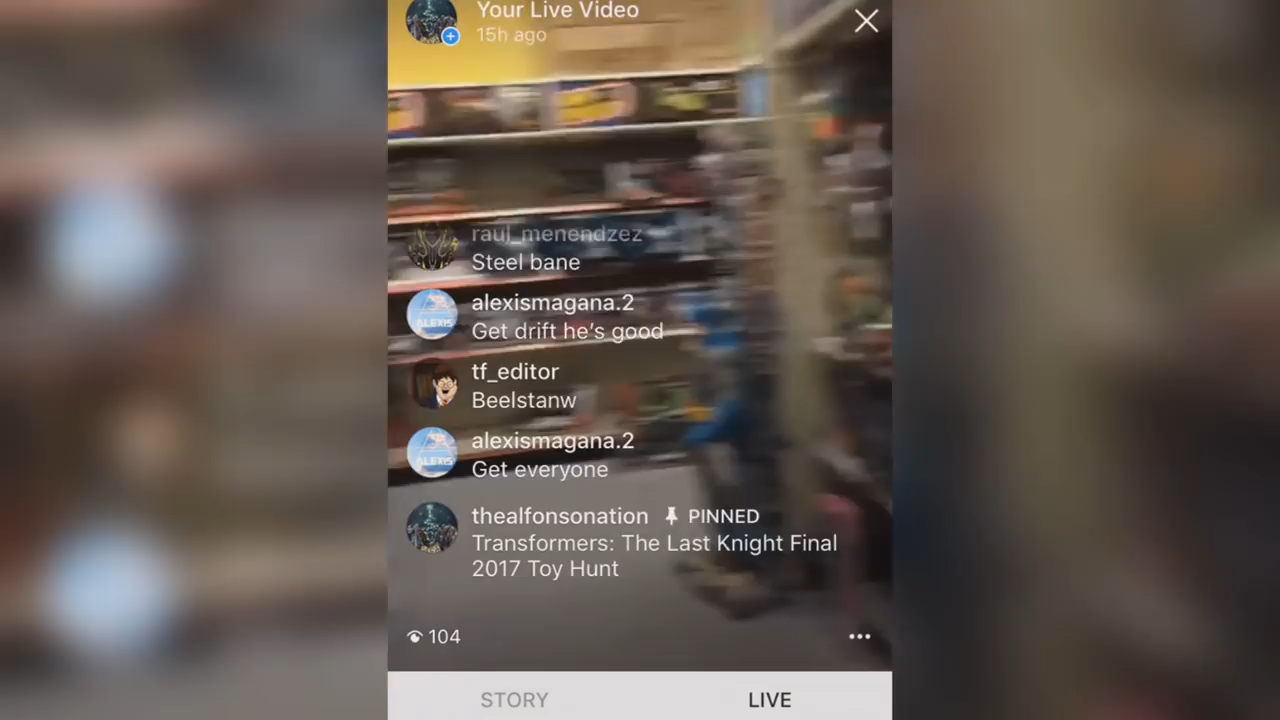 Your Live Video
15h ago
raul_menendzez
Steel bane
alexismagana.2
Get drift he's good
tf_editor
Beelstanw
alexismagana.2
Get everyone
thealfonsonation PINNED
Transformers: The Last Knight Final
2017 Toy Hunt
104
STORY LIVE